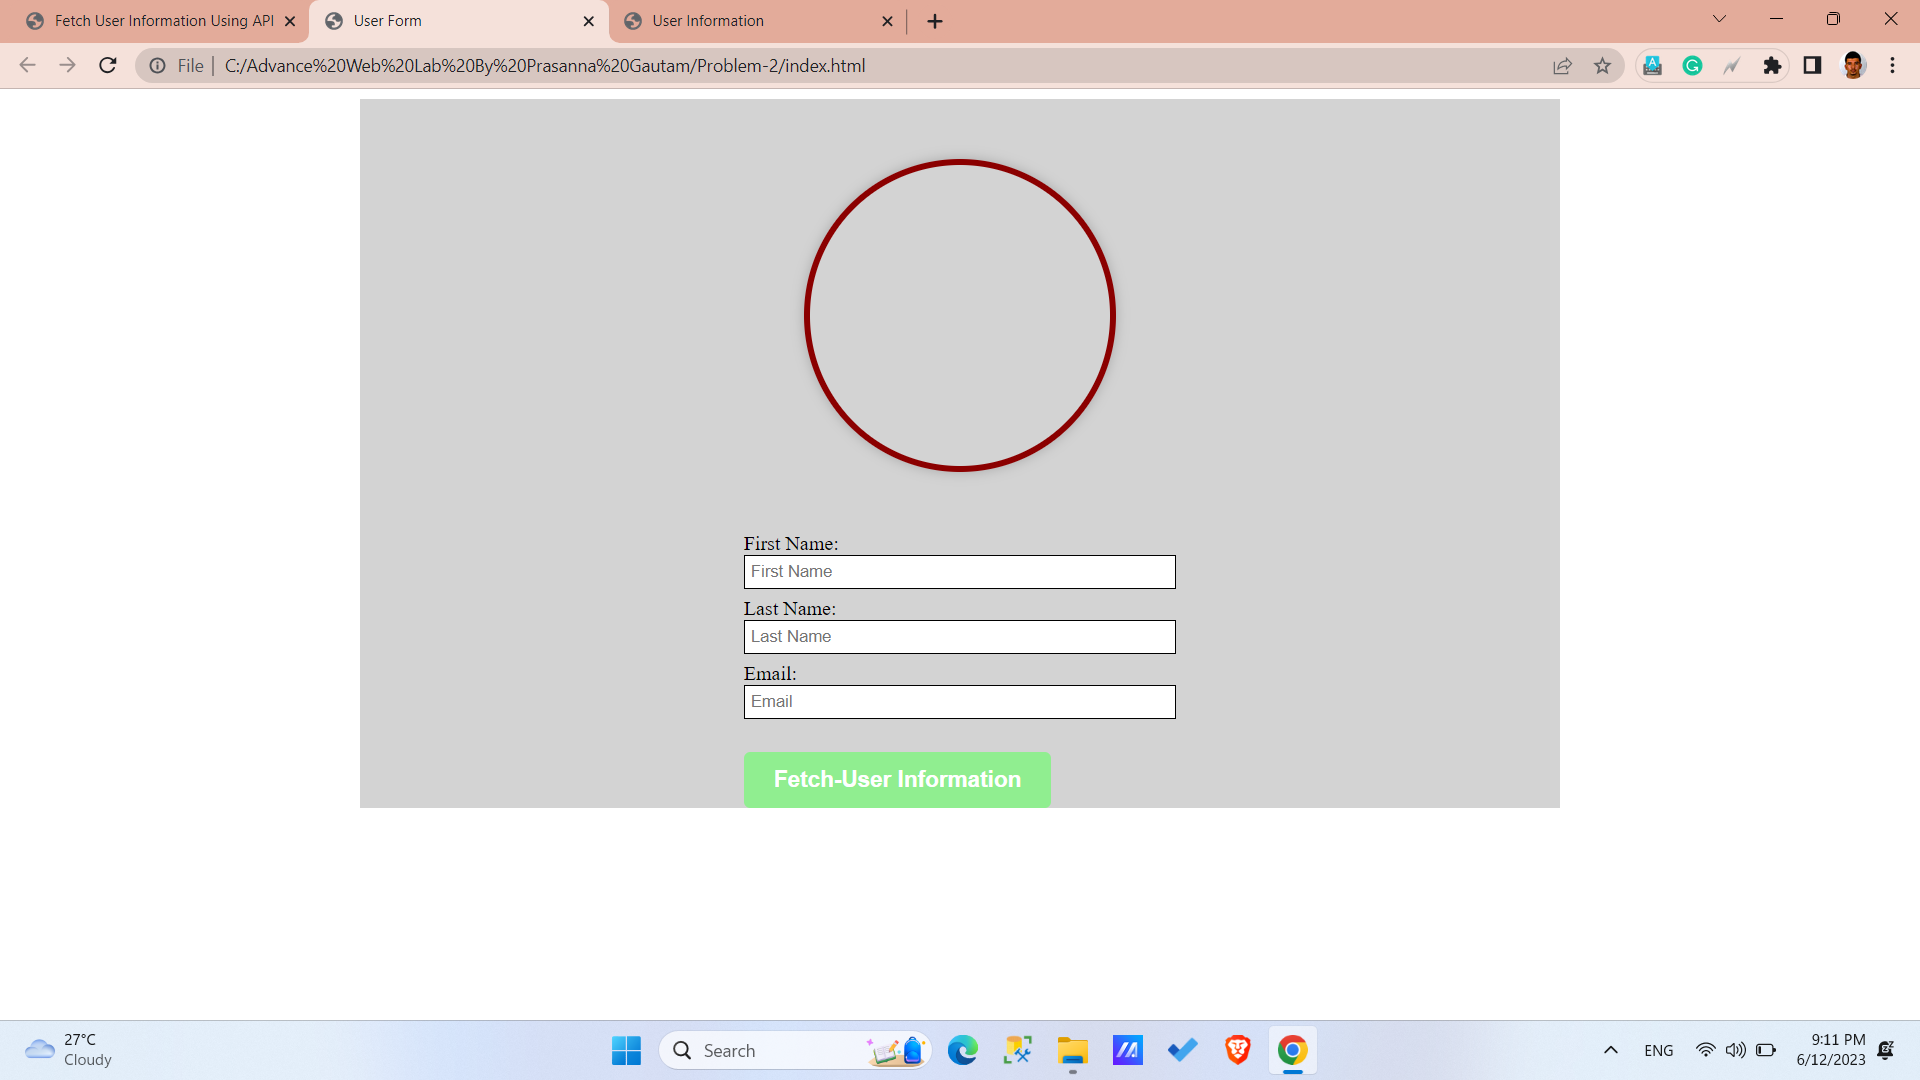 Fetch User Information Using API
User Form
User Information
File
C:/Advance%20Web%20Lab%20By%20Prasanna%20Gautam/Problem-2/index.html
First Name:
First Name
Last Name:
Last Name
Email:
Email
Fetch-User Information
27°C
Cloudy
Search
ENG
9:11 PM
6/12/2023